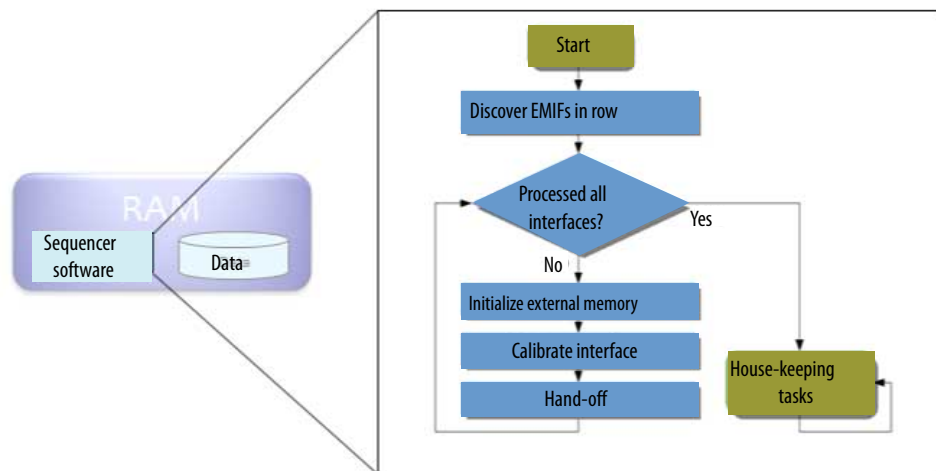 RAM
Sequencer
software
Data
Start
Discover EMIFs in row
Processed all
interfaces?
Yes
No
Initialize external memory
Calibrate interface
Hand-off
House-keeping
tasks